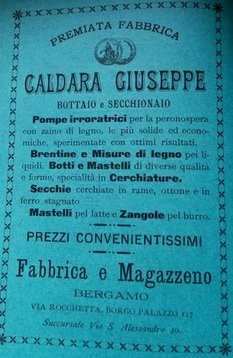 PREMIATA FABBRICA
CALDARA GIUSEPPE
BOTTAIO e SECCHIONAIO
Pompe irroratrici per la peronospera
con zaino di legno, le più solide ed econo-
miche, sperimentate con ottimi risultati.
Brentine e Misure di legno pei li-
quidi, Botti e Mastelli di diverse qualità
e forme, specialità in Cerchiature.
Secchie cerchiate in rame, ottone e in
ferro stagnato
Mastelli pel latte e Zangole pel burro.
PREZZI CONVENIENTISSIMI
Fabbrica e Magazzeno
BERGAMO
VIA ROCCHETTA, BORGO PALAZZO 117
Succursale Via S Alessandro 40.